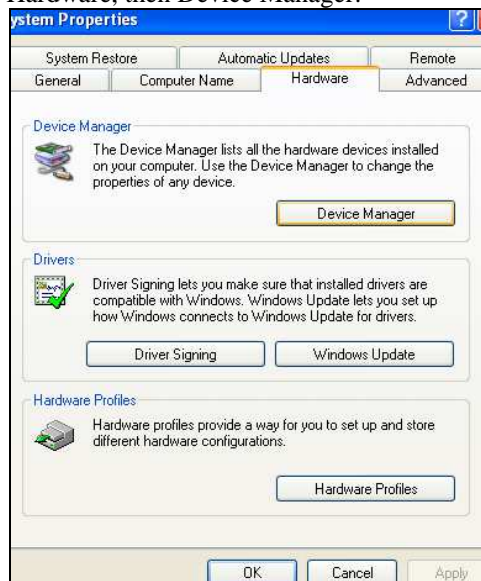 Hardware, then Device Manager.
ystem Properties
?
System Restore Automatic Updates Remote
General Computer Name Hardware Advanced
Device Manager
The Device Manager lists all the hardware devices installed
on your computer. Use the Device Manager to change the
properties of any device.
Device Manager
Drivers
Driver Signing lets you make sure that installed drivers are
compatible with Windows. Windows Update lets you set up
how Windows connects to Windows Update for drivers.
Driver Signing Windows Update
Hardware Profiles
Hardware profiles provide a way for you to set up and store
different hardware configurations.
Hardware Profiles
OK Cancel Apply